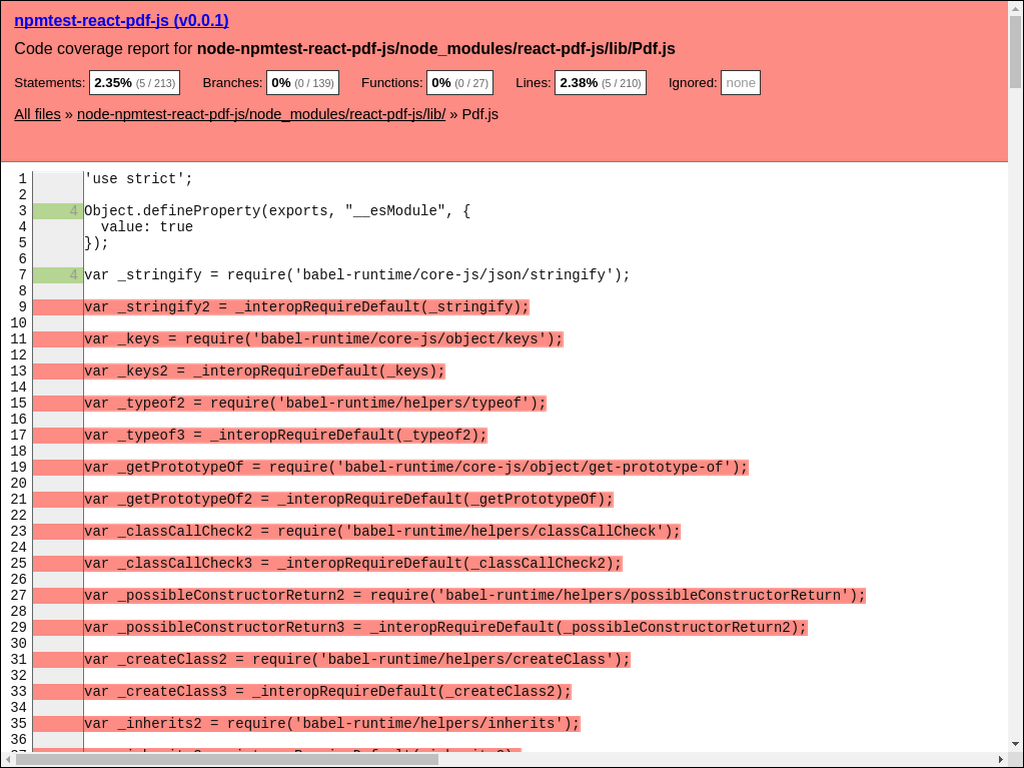 npmtest-react-pdf-js (v0.0.1)
Code coverage report for node-npmtest-react-pdf-js/node_modules/react-pdf-js/lib/Pdf.js
Statements: 2.35% (5 / 213) Branches: 0% (0 / 139) Functions: 0% (0 / 27) Lines: 2.38% (5 / 210) Ignored: none
All files » node-npmtest-react-pdf-js/node_modules/react-pdf-js/lib/ » Pdf.js
1 'use strict';
2
3 4 Object.defineProperty(exports, "__esModule", {
4 value: true
5 });
6
7 4 var _stringify = require('babel-runtime/core-js/json/stringify');
8
9 var _stringify2 = _interopRequireDefault(_stringify);
10
11 var _keys = require('babel-runtime/core-js/object/keys');
12
13 var _keys2 = _interopRequireDefault(_keys);
14
15 var _typeof2 = require('babel-runtime/helpers/typeof');
16
17 var _typeof3 = _interopRequireDefault(_typeof2);
18
19 var _getPrototypeOf = require('babel-runtime/core-js/object/get-prototype-of');
20
21 var _getPrototypeOf2 = _interopRequireDefault(_getPrototypeOf);
22
23 var _classCallCheck2 = require('babel-runtime/helpers/classCallCheck');
24
25 var _classCallCheck3 = _interopRequireDefault(_classCallCheck2);
26
27 var _possibleConstructorReturn2 = require('babel-runtime/helpers/possibleConstructorReturn');
28
29 var _possibleConstructorReturn3 = _interopRequireDefault(_possibleConstructorReturn2);
30
31 var _createClass2 = require('babel-runtime/helpers/createClass');
32
33 var _createClass3 = _interopRequireDefault(_createClass2);
34
35 var _inherits2 = require('babel-runtime/helpers/inherits');
36